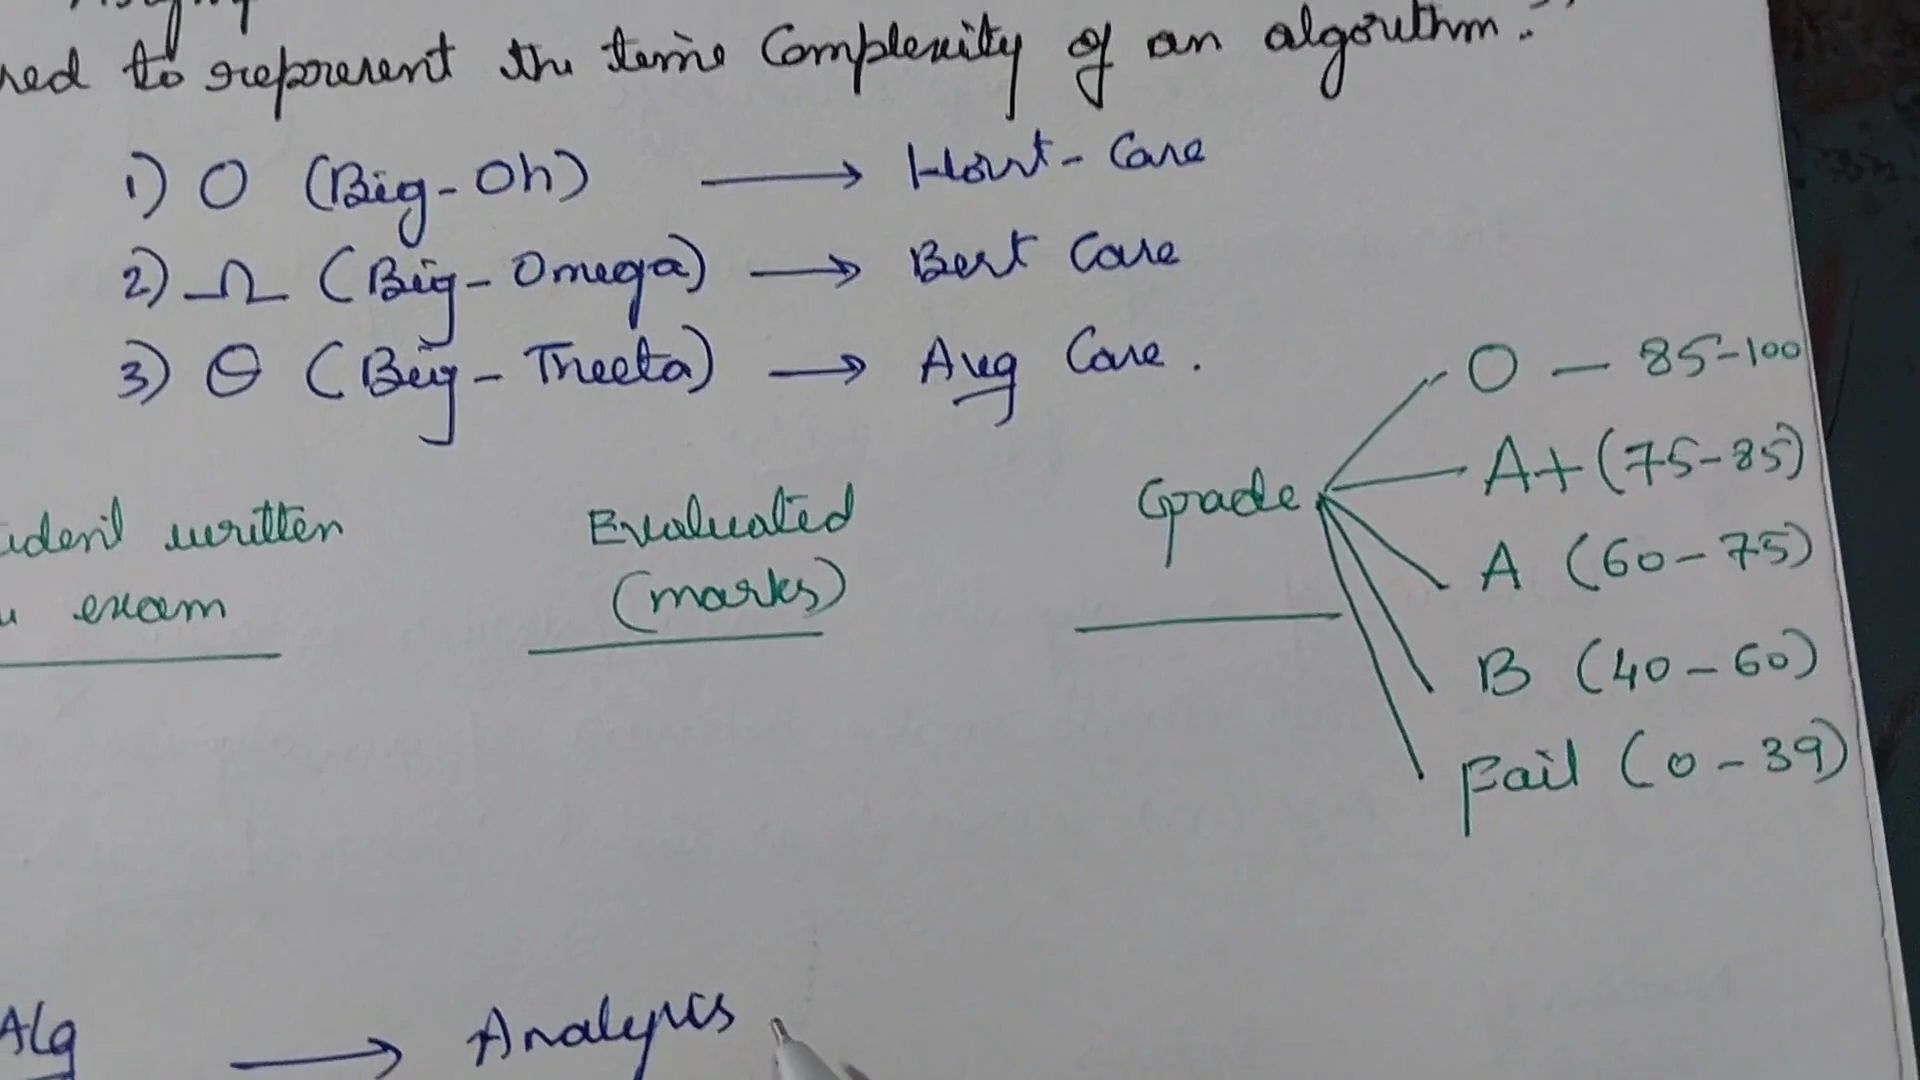 to represent the time Complexity of an algorithm."
1) O (Big-Oh) → Worst-Case
2) Ω (Big-Omega) → Best Case
3) Θ (Big-Theeta) → Avg Case.
written exam
Evaluated (marks)
Grade
O — 85-100
A+ (75-85)
A (60-75)
B (40-60)
Fail (0-39)
Alg → Analysis